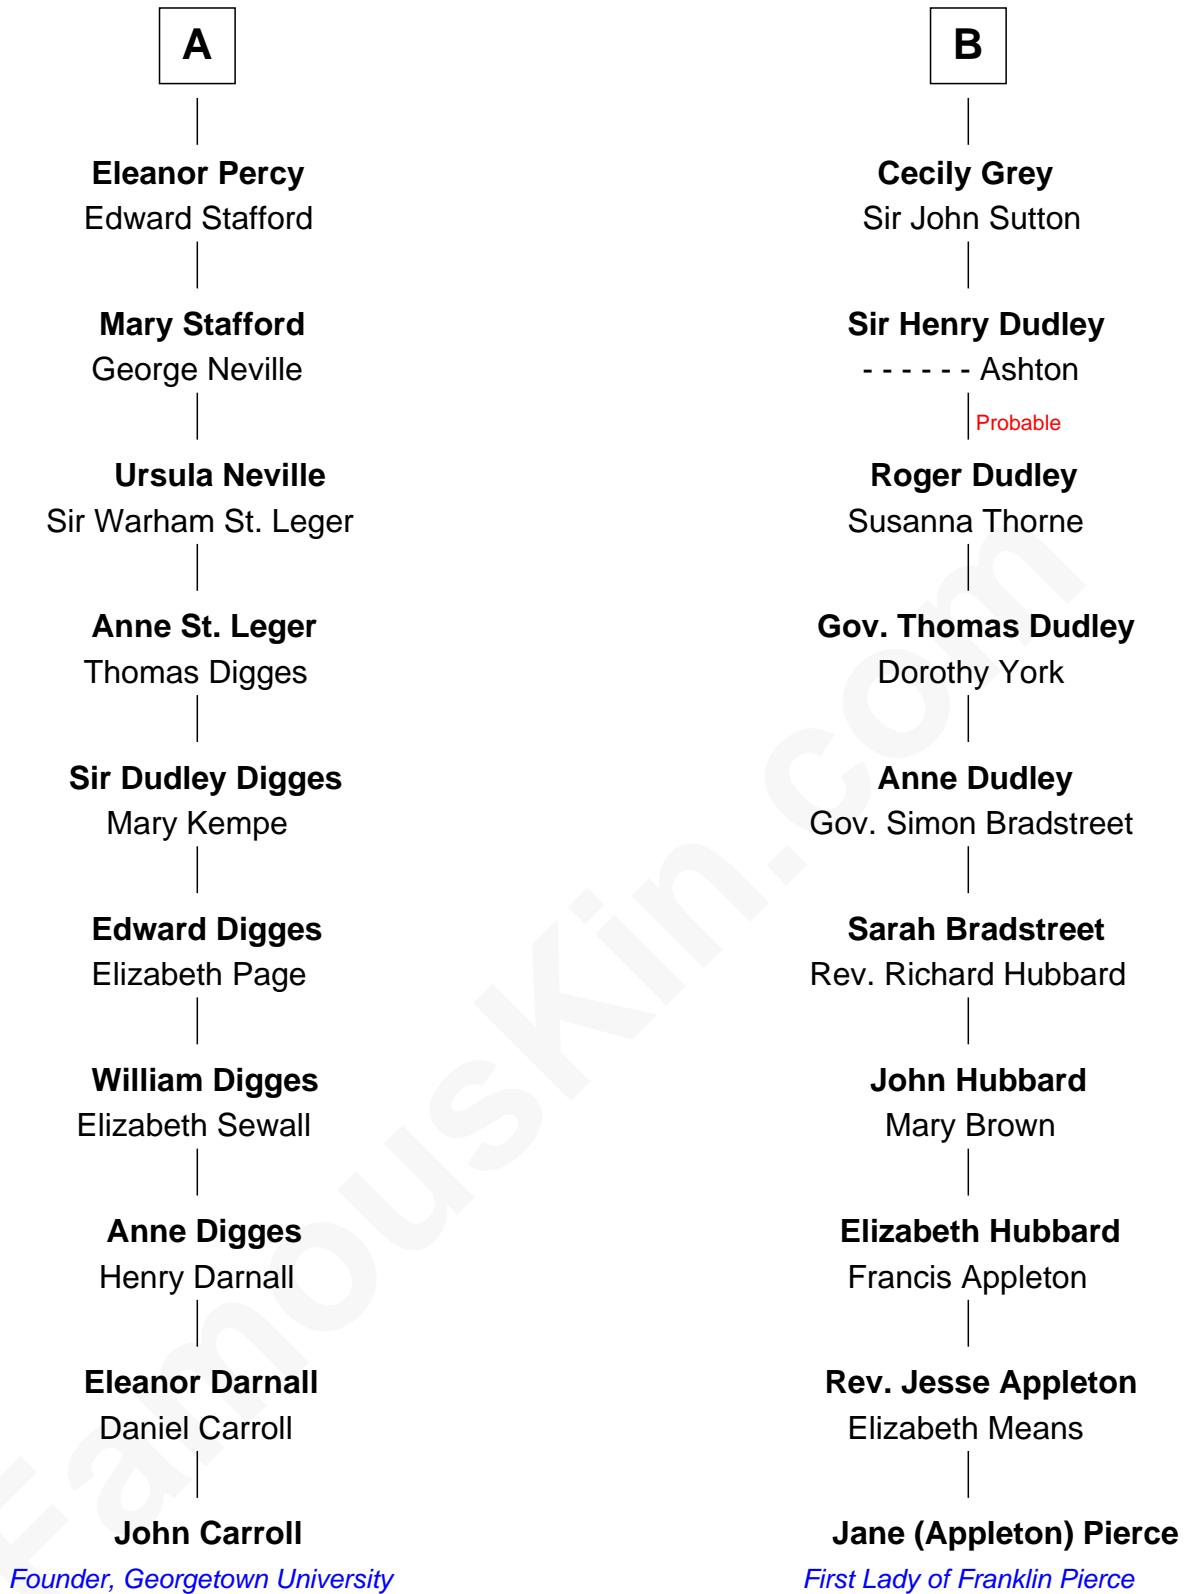 A
Eleanor Percy
Edward Stafford
Mary Stafford
George Neville
Ursula Neville
Sir Warham St. Leger
Anne St. Leger
Thomas Digges
Sir Dudley Digges
Mary Kempe
Edward Digges
Elizabeth Page
William Digges
Elizabeth Sewall
Anne Digges
Henry Darnall
Eleanor Darnall
Daniel Carroll
John Carroll
Founder, Georgetown University
B
Cecily Grey
Sir John Sutton
Sir Henry Dudley
- - - - - - Ashton
Probable
Roger Dudley
Susanna Thorne
Gov. Thomas Dudley
Dorothy York
Anne Dudley
Gov. Simon Bradstreet
Sarah Bradstreet
Rev. Richard Hubbard
John Hubbard
Mary Brown
Elizabeth Hubbard
Francis Appleton
Rev. Jesse Appleton
Elizabeth Means
Jane (Appleton) Pierce
First Lady of Franklin Pierce
FamousKin.com